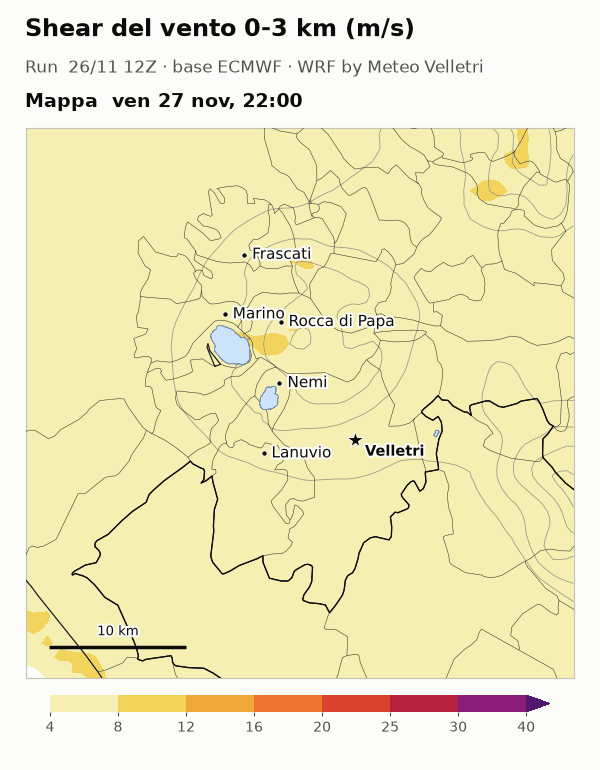 Shear del vento 0-3 km (m/s)
Run  26/11 12Z · base ECMWF · WRF by Meteo Velletri
Mappa  ven 27 nov, 22:00
Frascati
Marino
Rocca di Papa
Nemi
Velletri
Lanuvio
10 km
4 8 12 16 20 25 30 40